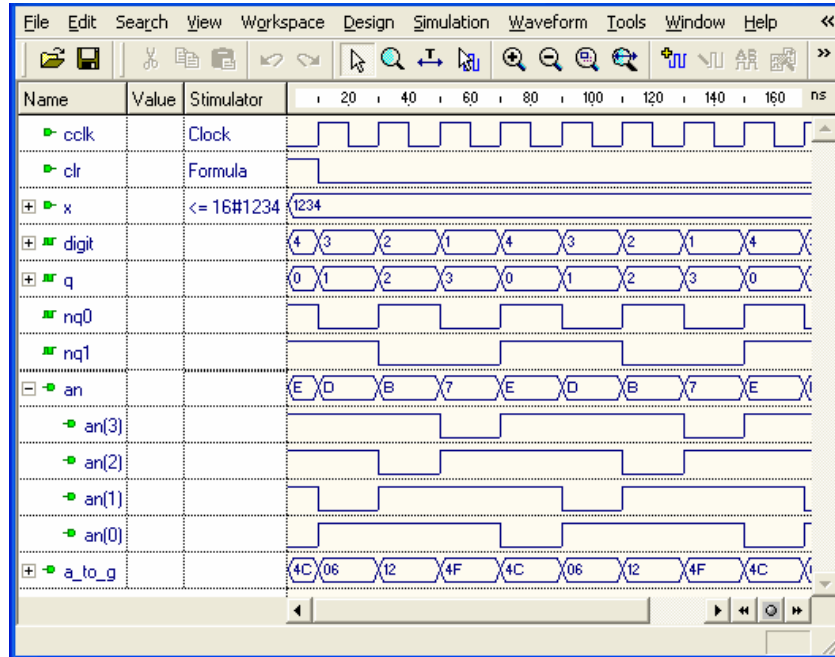 File Edit Search View Workspace Design Simulation Waveform Tools Window Help
Name Value Stimulator 20 40 60 80 100 120 140 160 ns
cclk Clock
clr Formula
x <= 16#1234 1234
digit 4 3 2 1 4 3 2 1 4
q 0 1 2 3 0 1 2 3 0
nq0
nq1
an E D B 7 E D B 7 E
an(3)
an(2)
an(1)
an(0)
a_to_g 4C 06 12 4F 4C 06 12 4F 4C